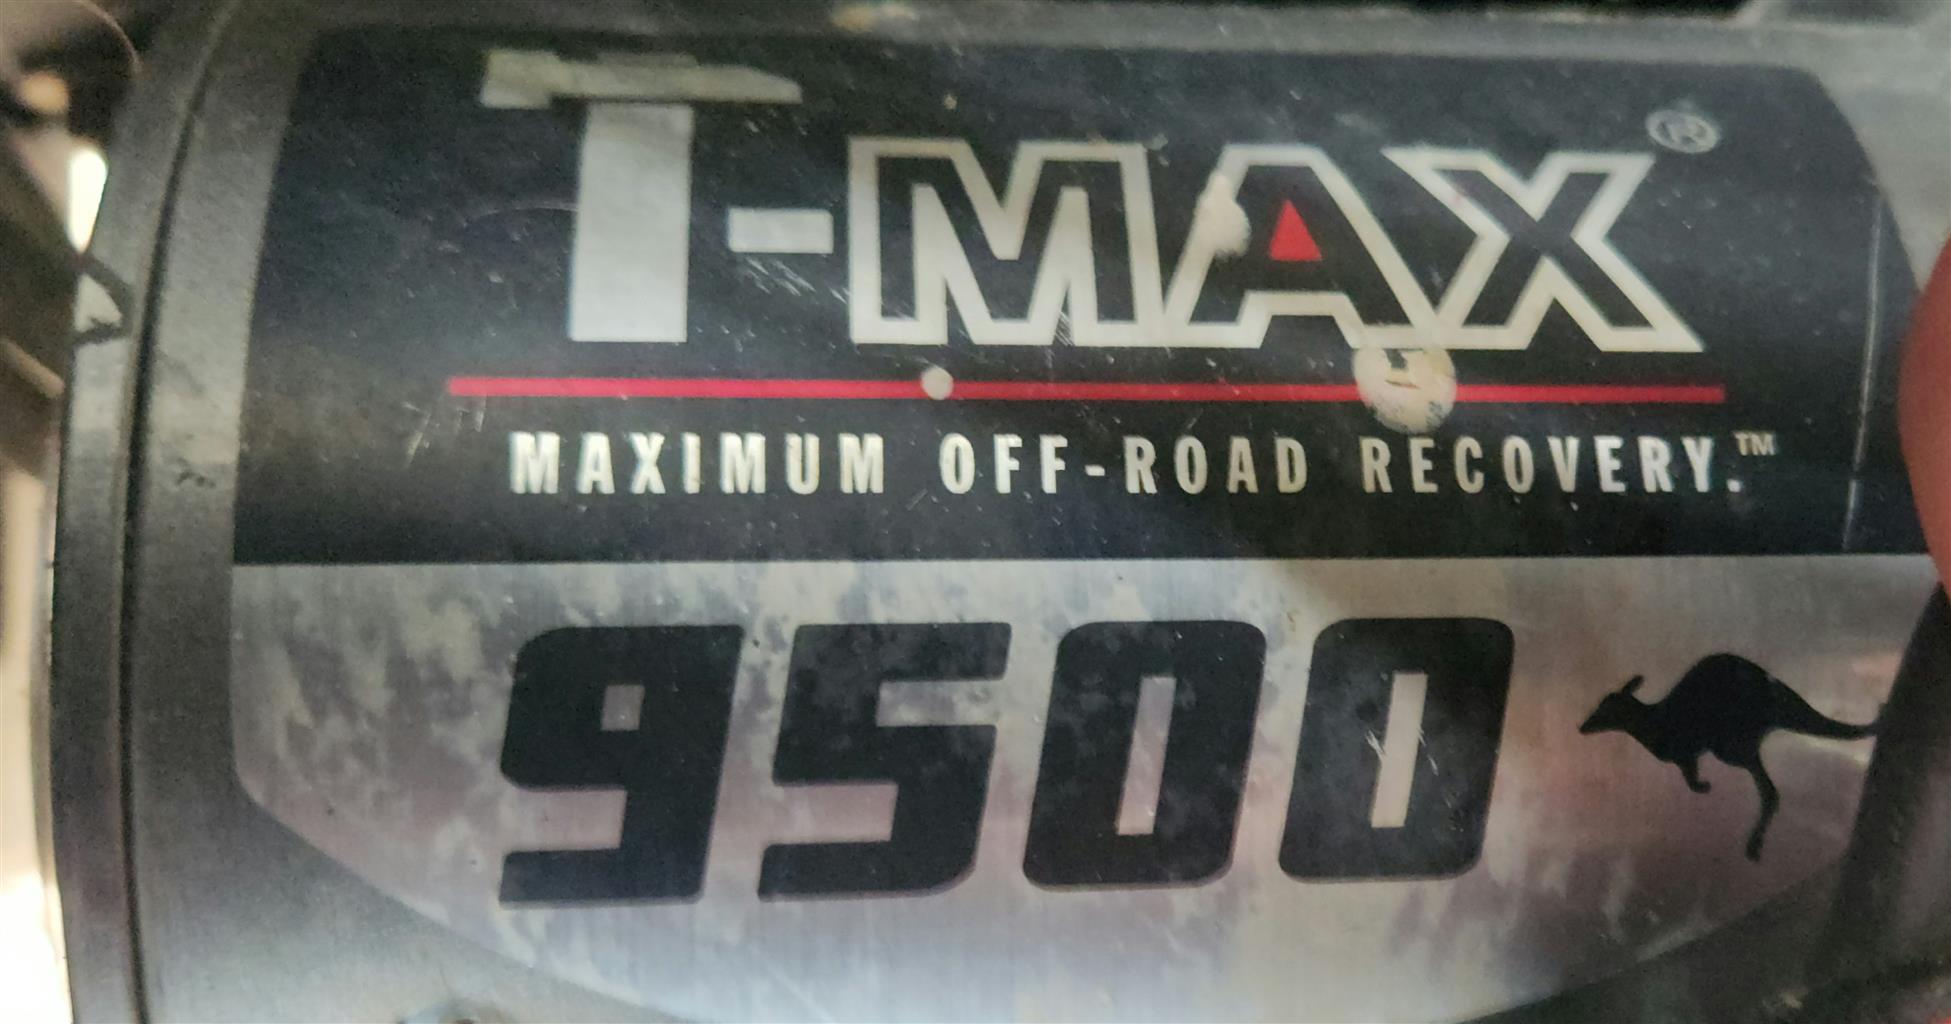 T-MAX®
MAXIMUM OFF-ROAD RECOVERY.™
9500